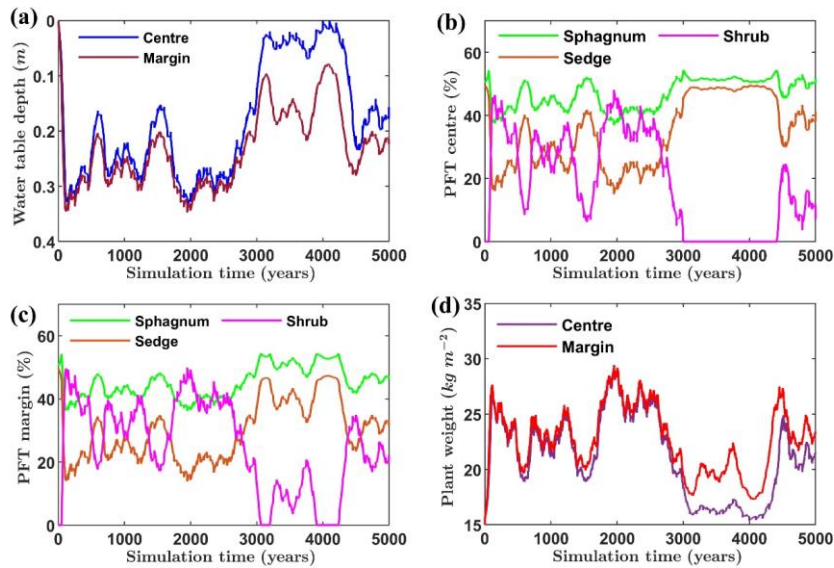 (a)
Centre
Margin
Water table depth (m)
0
0.1
0.2
0.3
0.4
0 1000 2000 3000 4000 5000
Simulation time (years)
(b)
Sphagnum Shrub
Sedge
PFT centre (%)
60
40
20
0
0 1000 2000 3000 4000 5000
Simulation time (years)
(c)
Sphagnum Shrub
Sedge
PFT margin (%)
60
40
20
0
0 1000 2000 3000 4000 5000
Simulation time (years)
(d)
Centre
Margin
Plant weight (kg m⁻²)
35
30
25
20
15
0 1000 2000 3000 4000 5000
Simulation time (years)